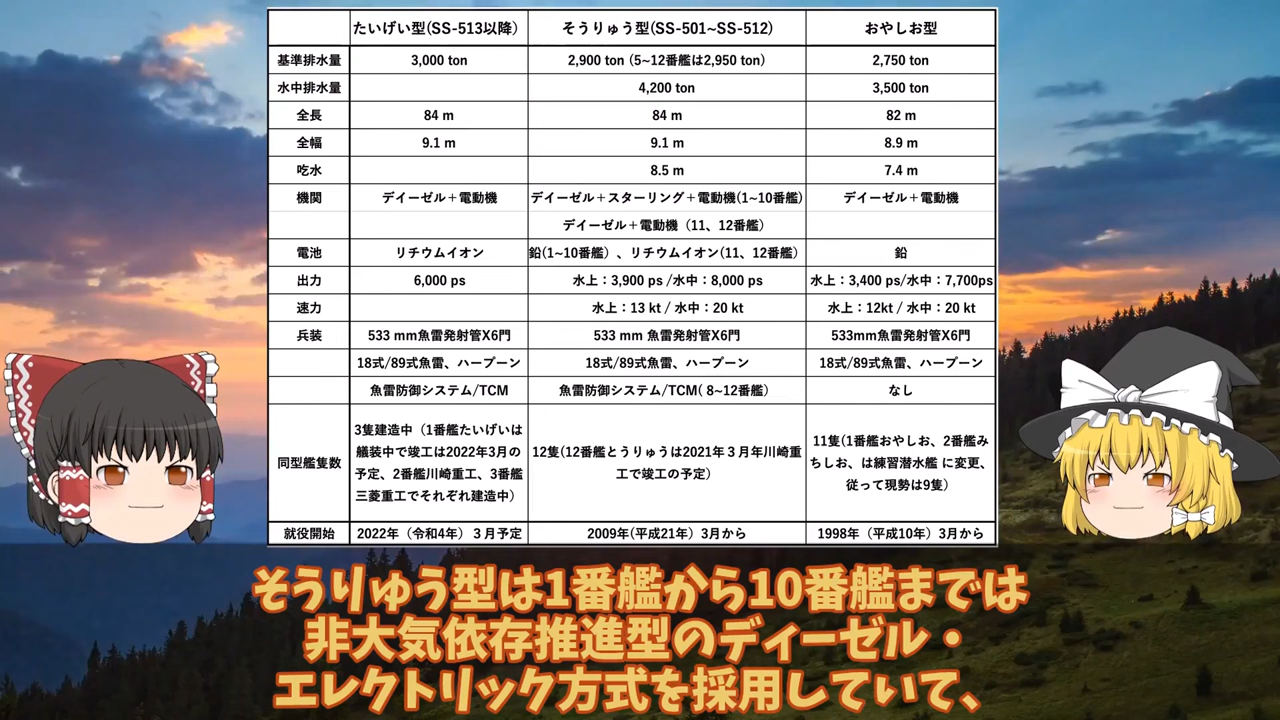 たいげい型(SS-513以降) そうりゅう型(SS-501~SS-512) おやしお型
基準排水量 3,000 ton 2,900 ton (5~12番艦は2,950 ton) 2,750 ton
水中排水量 4,200 ton 3,500 ton
全長 84 m 84 m 82 m
全幅 9.1 m 9.1 m 8.9 m
吃水 8.5 m 7.4 m
機関 デイーゼル＋電動機 デイーゼル＋スターリング＋電動機(1~10番艦) デイーゼル＋電動機
デイーゼル＋電動機（11、12番艦）
電池 リチウムイオン 鉛(1~10番艦）、リチウムイオン(11、12番艦） 鉛
出力 6,000 ps 水上：3,900 ps /水中：8,000 ps 水上：3,400 ps/水中：7,700ps
速力 水上：13 kt / 水中：20 kt 水上：12kt / 水中：20 kt
兵装 533 mm魚雷発射管X6門 533 mm 魚雷発射管X6門 533mm魚雷発射管X6門
18式/89式魚雷、ハープーン 18式/89式魚雷、ハープーン 18式/89式魚雷、ハープーン
魚雷防御システム/TCM 魚雷防御システム/TCM( 8~12番艦） なし
同型艦隻数
3隻建造中（1番艦たいげいは
艤装中で竣工は2022年3月の
予定、2番艦川崎重工、3番艦
三菱重工でそれぞれ建造中）
12隻(12番艦とうりゅうは2021年３月年川崎重
工で竣工の予定）
11隻(1番艦おやしお、2番艦み
ちしお、は練習潜水艦 に変更、
従って現勢は9隻）
就役開始 2022年（令和4年）３月予定 2009年(平成21年）3月から 1998年（平成10年）3月から
そうりゅう型は1番艦から10番艦までは
非大気依存推進型のディーゼル・
エレクトリック方式を採用していて、